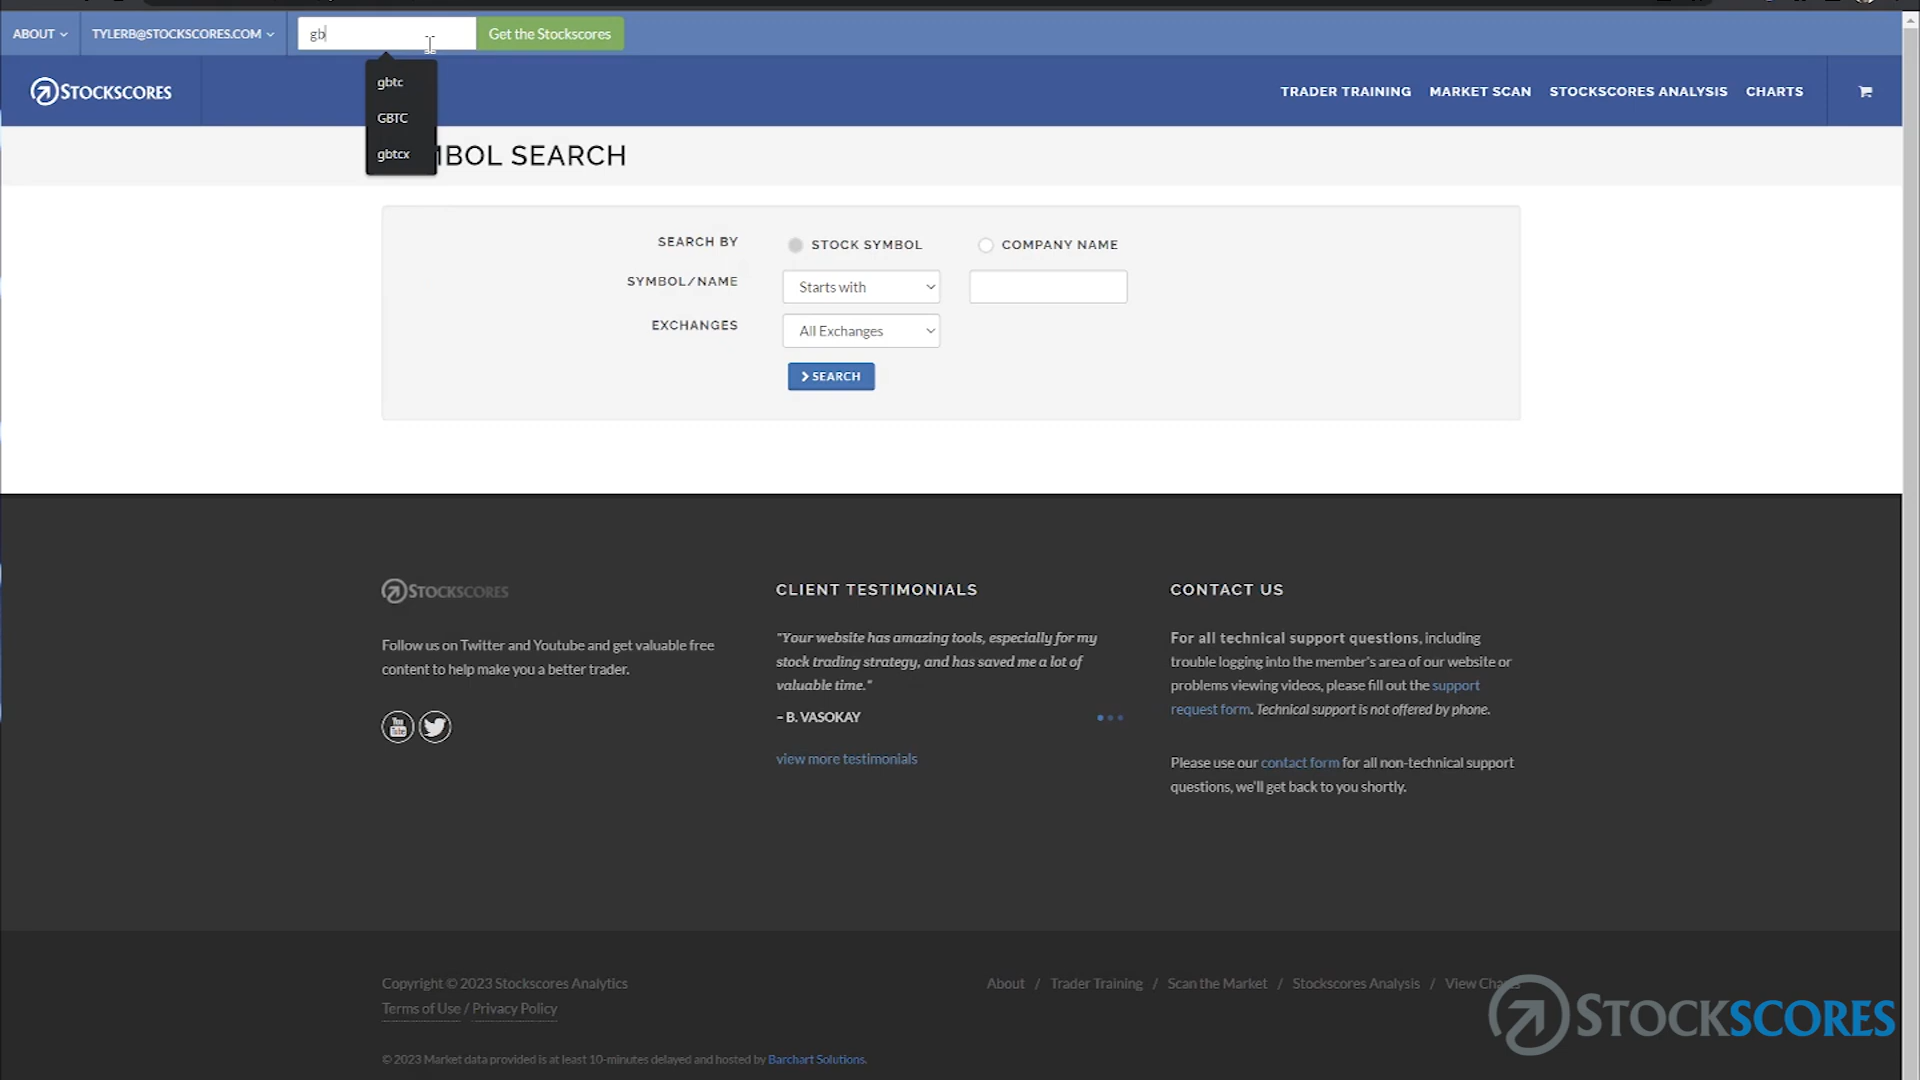 ABOUT
TYLERB@STOCKSCORES.COM
gb
Get the Stockscores
gbtc
GBTC
gbtcx
STOCKSCORES
TRADER TRAINING
MARKET SCAN
STOCKSCORES ANALYSIS
CHARTS
MBOL SEARCH
SEARCH BY
STOCK SYMBOL
COMPANY NAME
SYMBOL/NAME
Starts with
EXCHANGES
All Exchanges
SEARCH
STOCKSCORES
Follow us on Twitter and Youtube and get valuable free
content to help make you a better trader.
You
Tube
CLIENT TESTIMONIALS
"Your website has amazing tools, especially for my
stock trading strategy, and has saved me a lot of
valuable time."
– B. VASOKAY
view more testimonials
CONTACT US
For all technical support questions, including
trouble logging into the member's area of our website or
problems viewing videos, please fill out the support
request form. Technical support is not offered by phone.
Please use our contact form for all non-technical support
questions, we'll get back to you shortly.
Copyright © 2023 Stockscores Analytics
Terms of Use / Privacy Policy
About / Trader Training / Scan the Market / Stockscores Analysis / View Charts
© 2023 Market data provided is at least 10-minutes delayed and hosted by Barchart Solutions.
STOCKSCORES